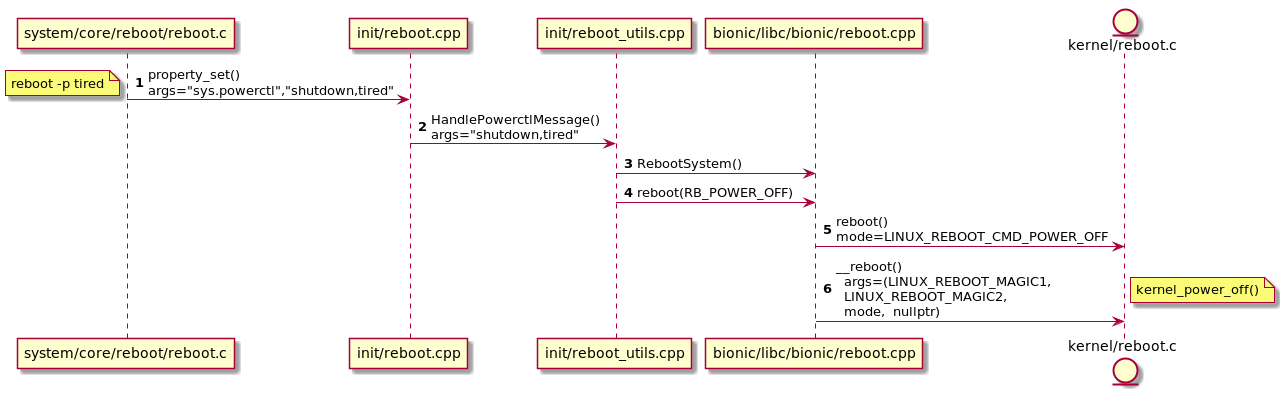 system/core/reboot/reboot.c
init/reboot.cpp
init/reboot_utils.cpp
bionic/libc/bionic/reboot.cpp
kernel/reboot.c
reboot -p tired
1 property_set()
args="sys.powerctl","shutdown,tired"
2 HandlePowerctlMessage()
args="shutdown,tired"
3 RebootSystem()
4 reboot(RB_POWER_OFF)
5 reboot()
mode=LINUX_REBOOT_CMD_POWER_OFF
6 __reboot()
args=(LINUX_REBOOT_MAGIC1,
LINUX_REBOOT_MAGIC2,
mode,  nullptr)
kernel_power_off()
system/core/reboot/reboot.c
init/reboot.cpp
init/reboot_utils.cpp
bionic/libc/bionic/reboot.cpp
kernel/reboot.c